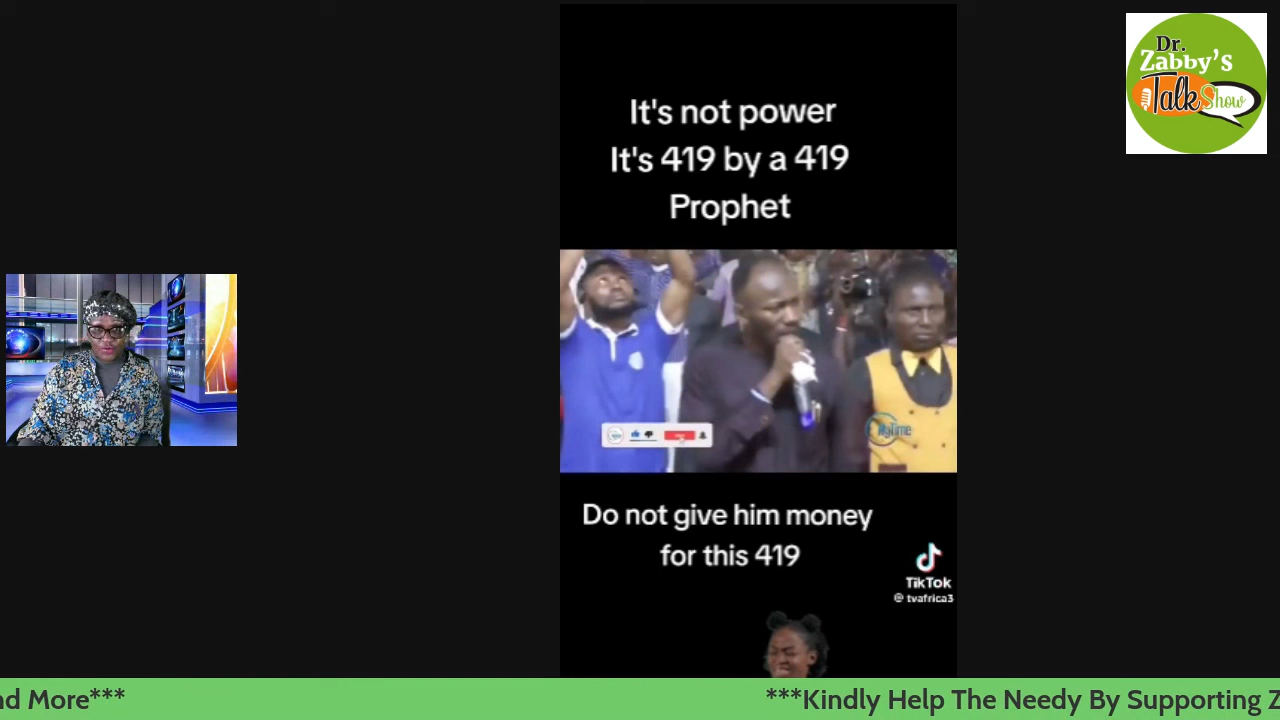 Dr.
Zabby's
Talk Show
It's not power
It's 419 by a 419
Prophet
Do not give him money
for this 419
TikTok
@ tvafrica3
nd More***
***Kindly Help The Needy By Supporting Z